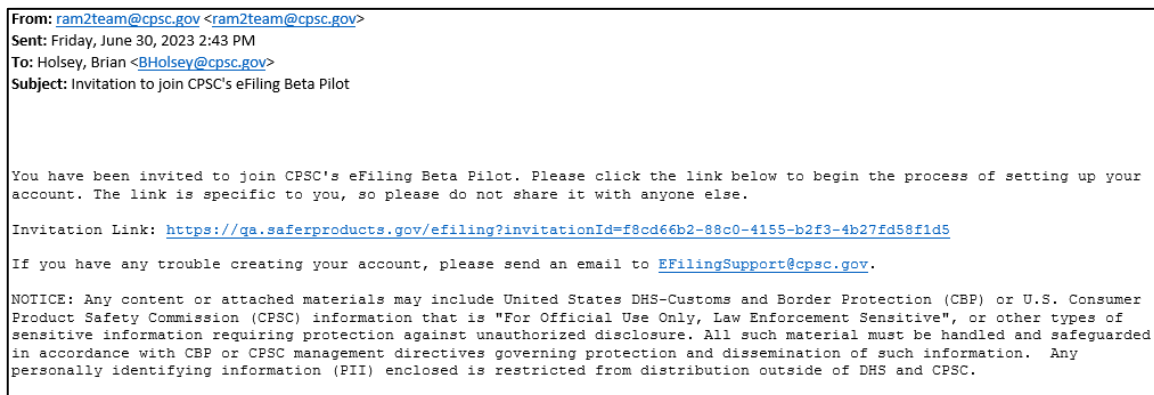 From: ram2team@cpsc.gov <ram2team@cpsc.gov>
Sent: Friday, June 30, 2023 2:43 PM
To: Holsey, Brian <BHolsey@cpsc.gov>
Subject: Invitation to join CPSC's eFiling Beta Pilot
You have been invited to join CPSC's eFiling Beta Pilot. Please click the link below to begin the process of setting up your
account. The link is specific to you, so please do not share it with anyone else.
Invitation Link: https://qa.saferproducts.gov/efiling?invitationId=f8cd66b2-88c0-4155-b2f3-4b27fd58f1d5
If you have any trouble creating your account, please send an email to EFilingSupport@cpsc.gov.
NOTICE: Any content or attached materials may include United States DHS-Customs and Border Protection (CBP) or U.S. Consumer
Product Safety Commission (CPSC) information that is "For Official Use Only, Law Enforcement Sensitive", or other types of
sensitive information requiring protection against unauthorized disclosure. All such material must be handled and safeguarded
in accordance with CBP or CPSC management directives governing protection and dissemination of such information.  Any
personally identifying information (PII) enclosed is restricted from distribution outside of DHS and CPSC.